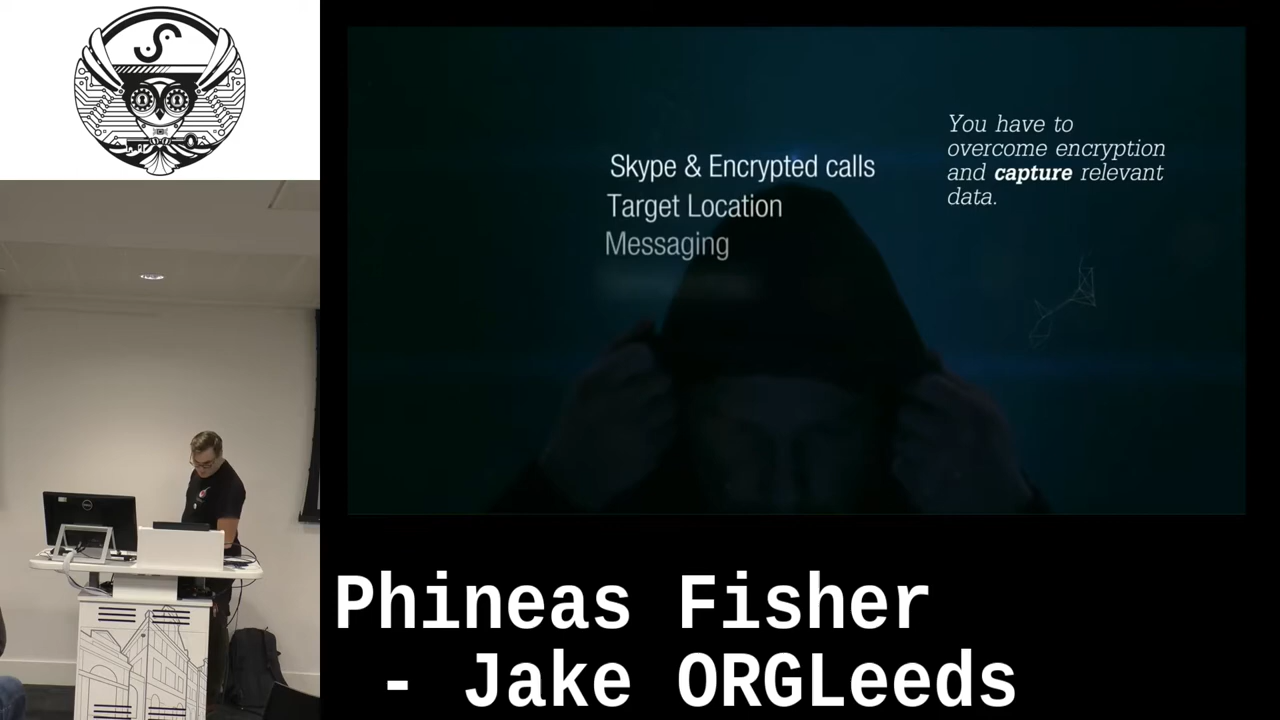 Skype & Encrypted calls
Target Location
Messaging
You have to
overcome encryption
and capture relevant
data.
Phineas Fisher
- Jake ORGLeeds